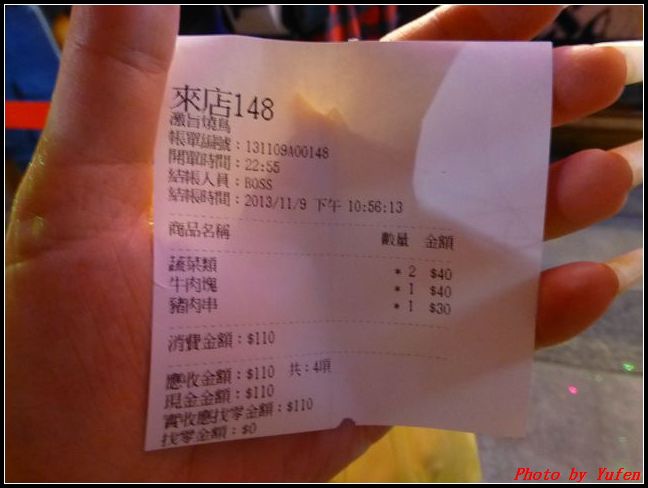 來店148
激旨燒鳥
帳單編號：131109A00148
開單時間：22:55
結帳人員：BOSS
結帳時間：2013/11/9 下午 10:56:13
商品名稱 數量 金額
蔬菜類 * 2 $40
牛肉塊 * 1 $40
豬肉串 * 1 $30
消費金額：$110
應收金額：$110 共：4項
現金金額：$110
實收應找零金額：$110
找零金額：$0
Photo by Yufen